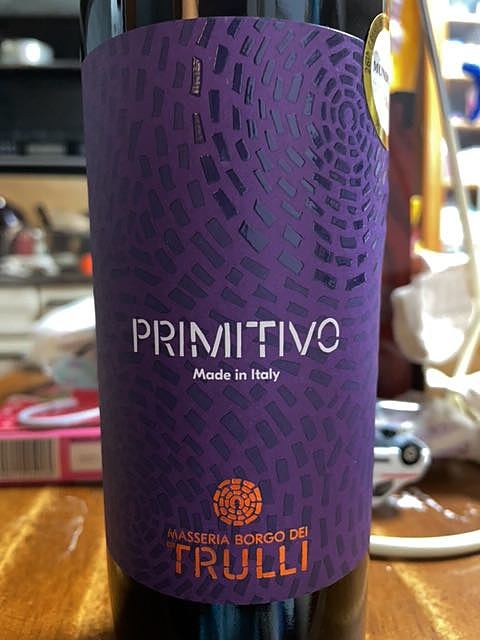 PRIMITIVO
Made in Italy
MASSERIA BORGO DEI
TRULLI